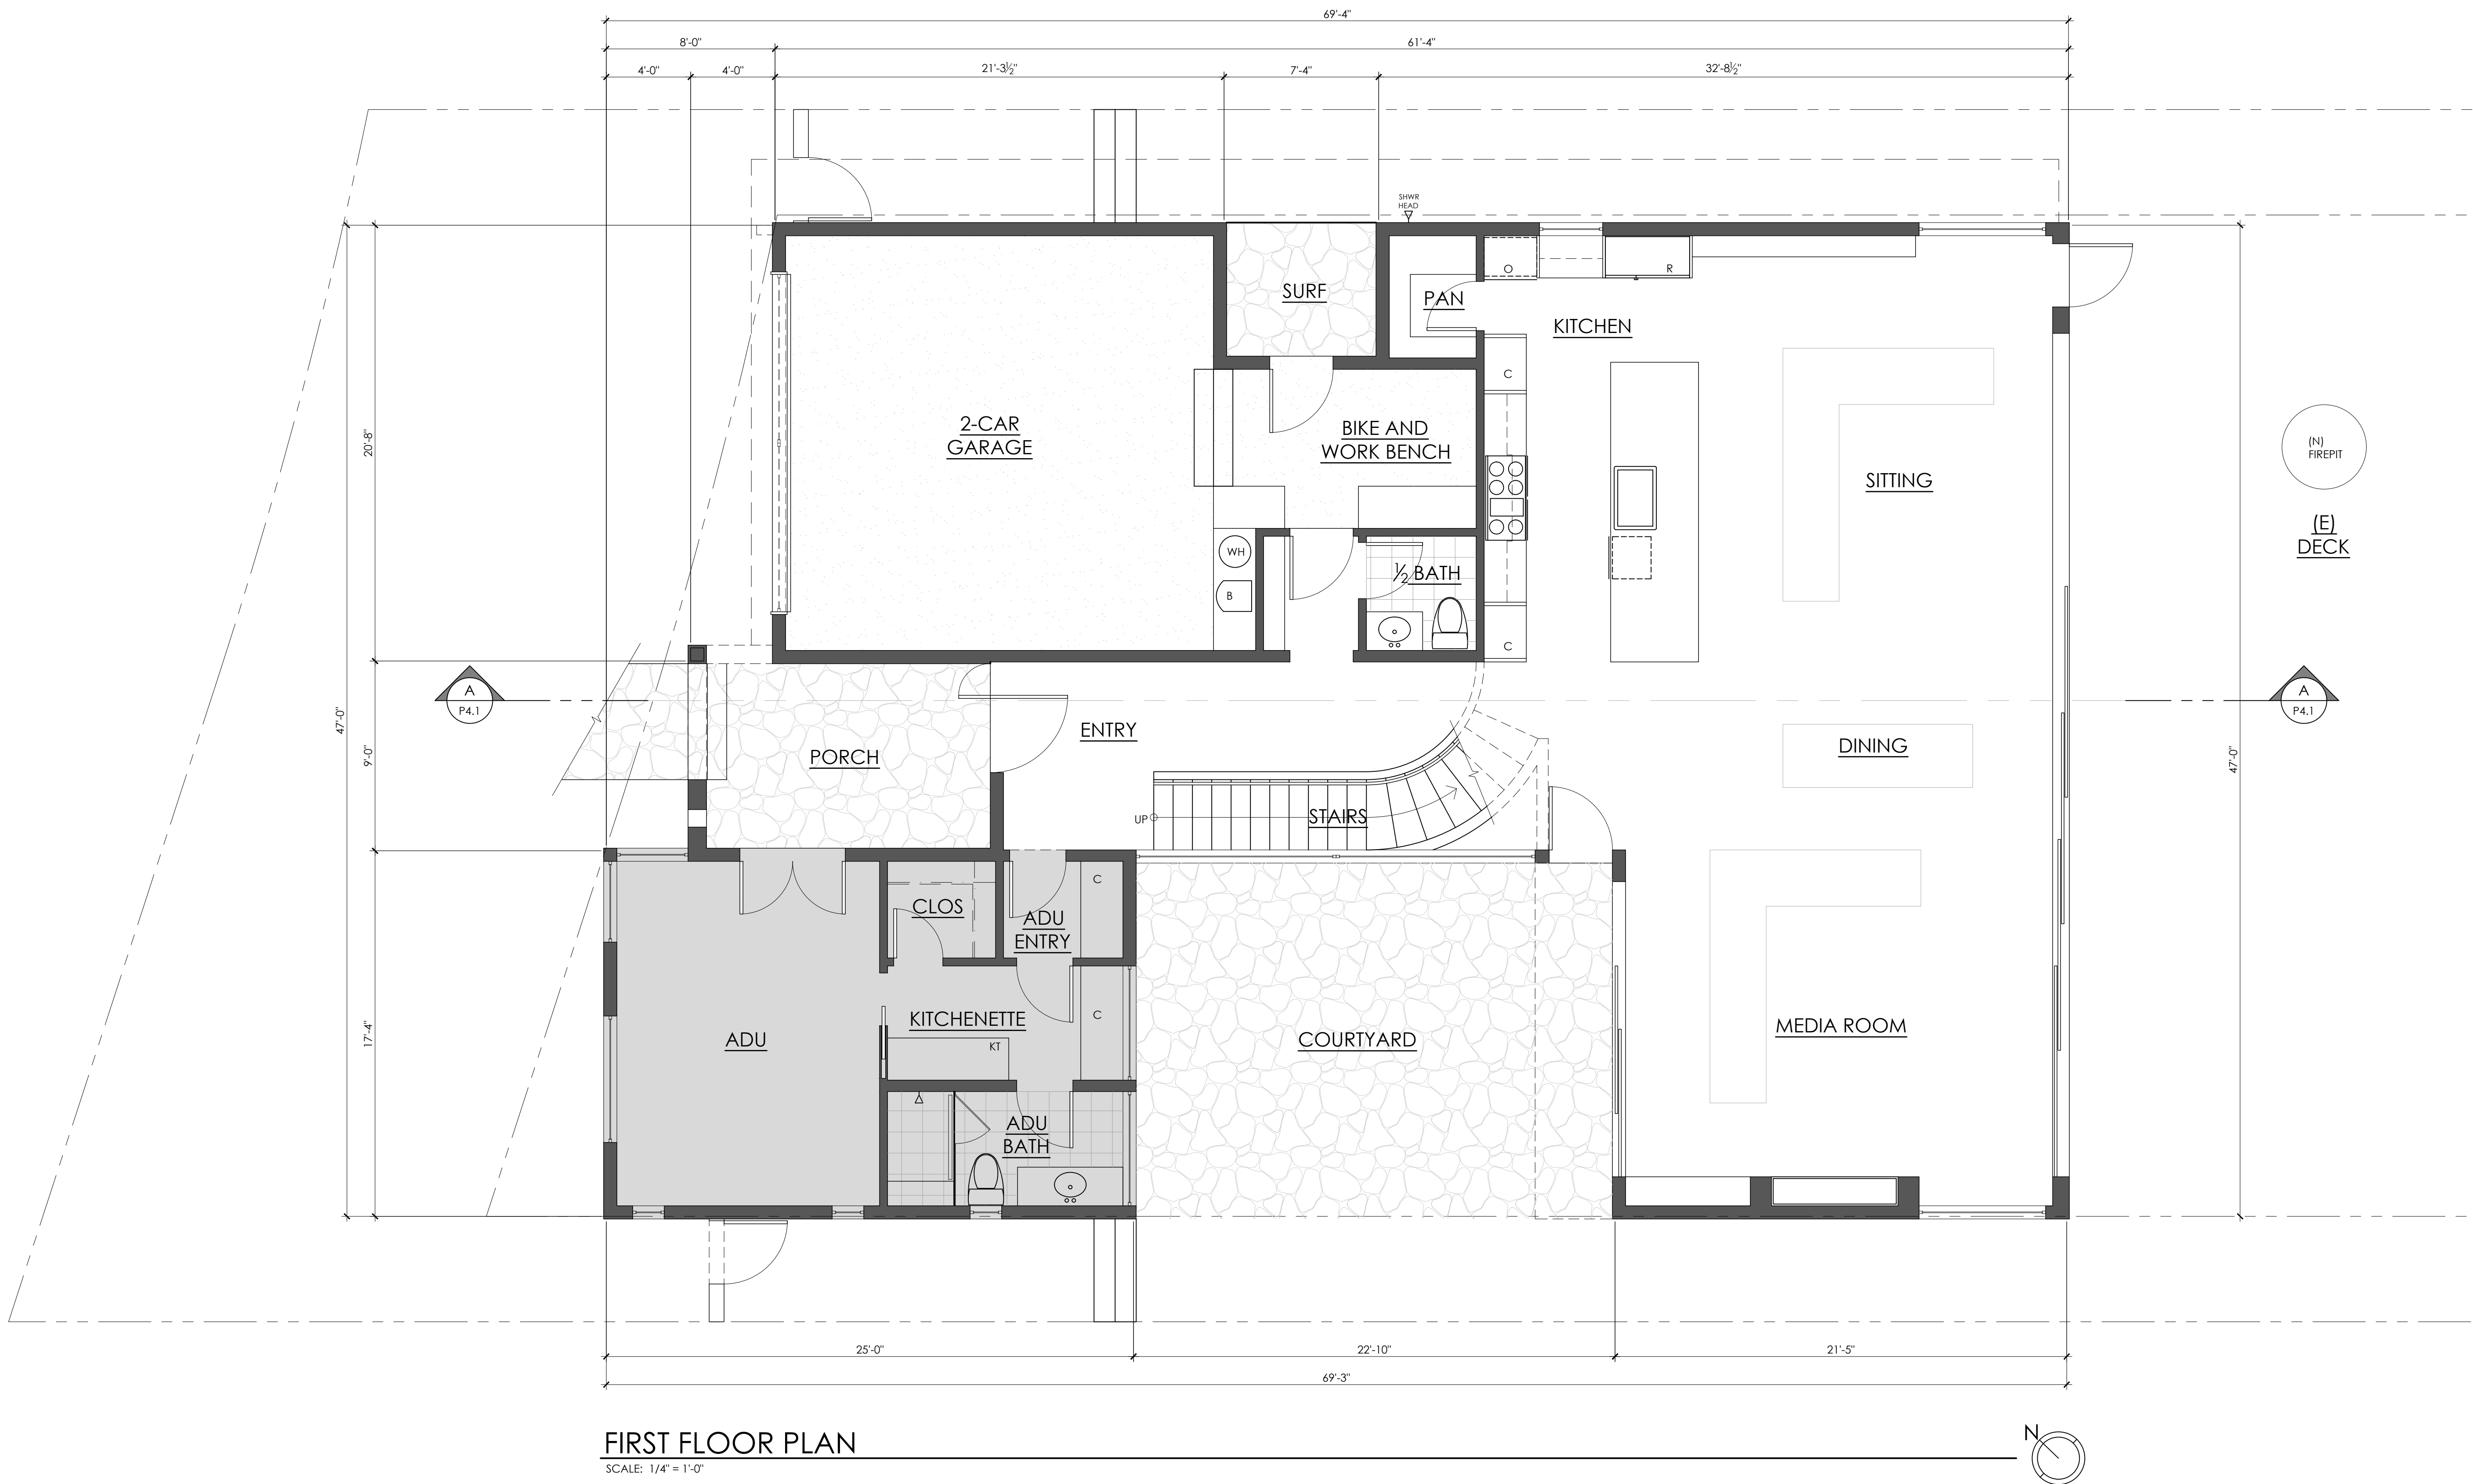 69'-4"
8'-0"
61'-4"
4'-0"
4'-0"
21'-3½"
7'-4"
32'-8½"
SHWR
HEAD
SURF
PAN
O
R
KITCHEN
C
2-CAR
GARAGE
BIKE AND
WORK BENCH
SITTING
(N)
FIREPIT
(E)
DECK
20'-8"
WH
B
½ BATH
C
A
P4.1
A
P4.1
47'-0"
9'-0"
PORCH
ENTRY
DINING
47'-0"
UP
STAIRS
C
CLOS
ADU
ENTRY
17'-4"
ADU
KITCHENETTE
KT
C
COURTYARD
MEDIA ROOM
ADU
BATH
25'-0"
22'-10"
21'-5"
69'-3"
FIRST FLOOR PLAN
SCALE: 1/4" = 1'-0"
N